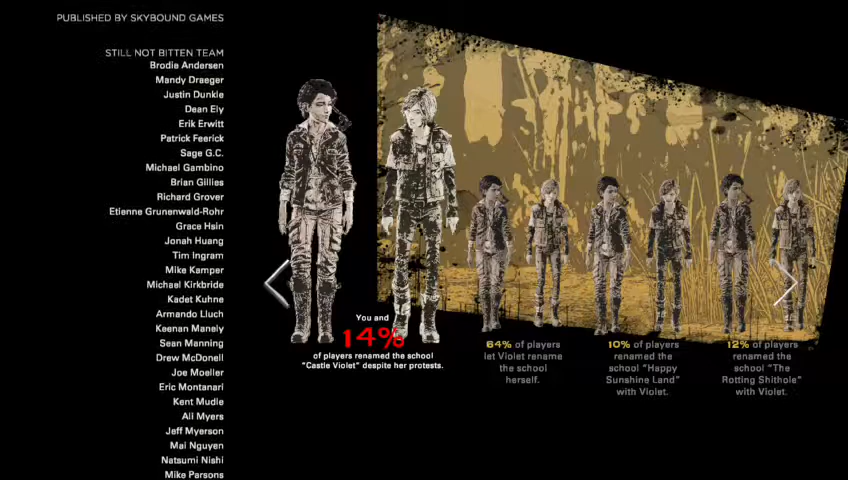 PUBLISHED BY SKYBOUND GAMES
STILL NOT BITTEN TEAM
Brodie Andersen
Mandy Draeger
Justin Dunkle
Dean Ely
Erik Erwitt
Patrick Feerick
Sage G.C.
Michael Gambino
Brian Gillies
Richard Grover
Etienne Grunenwald-Rohr
Grace Hsin
Jonah Huang
Tim Ingram
Mike Kamper
Michael Kirkbride
Kadet Kuhne
Armando Lluch
Keenan Manely
Sean Manning
Drew McDonell
Joe Moeller
Eric Montanari
Kent Mudle
Ali Myers
Jeff Myerson
Mai Nguyen
Natsumi Nishi
Mike Parsons
You and
14%
of players renamed the school
"Castle Violet" despite her protests.
64% of players
let Violet rename
the school
herself.
10% of players
renamed the
school "Happy
Sunshine Land"
with Violet.
12% of players
renamed the
school "The
Rotting Shithole"
with Violet.